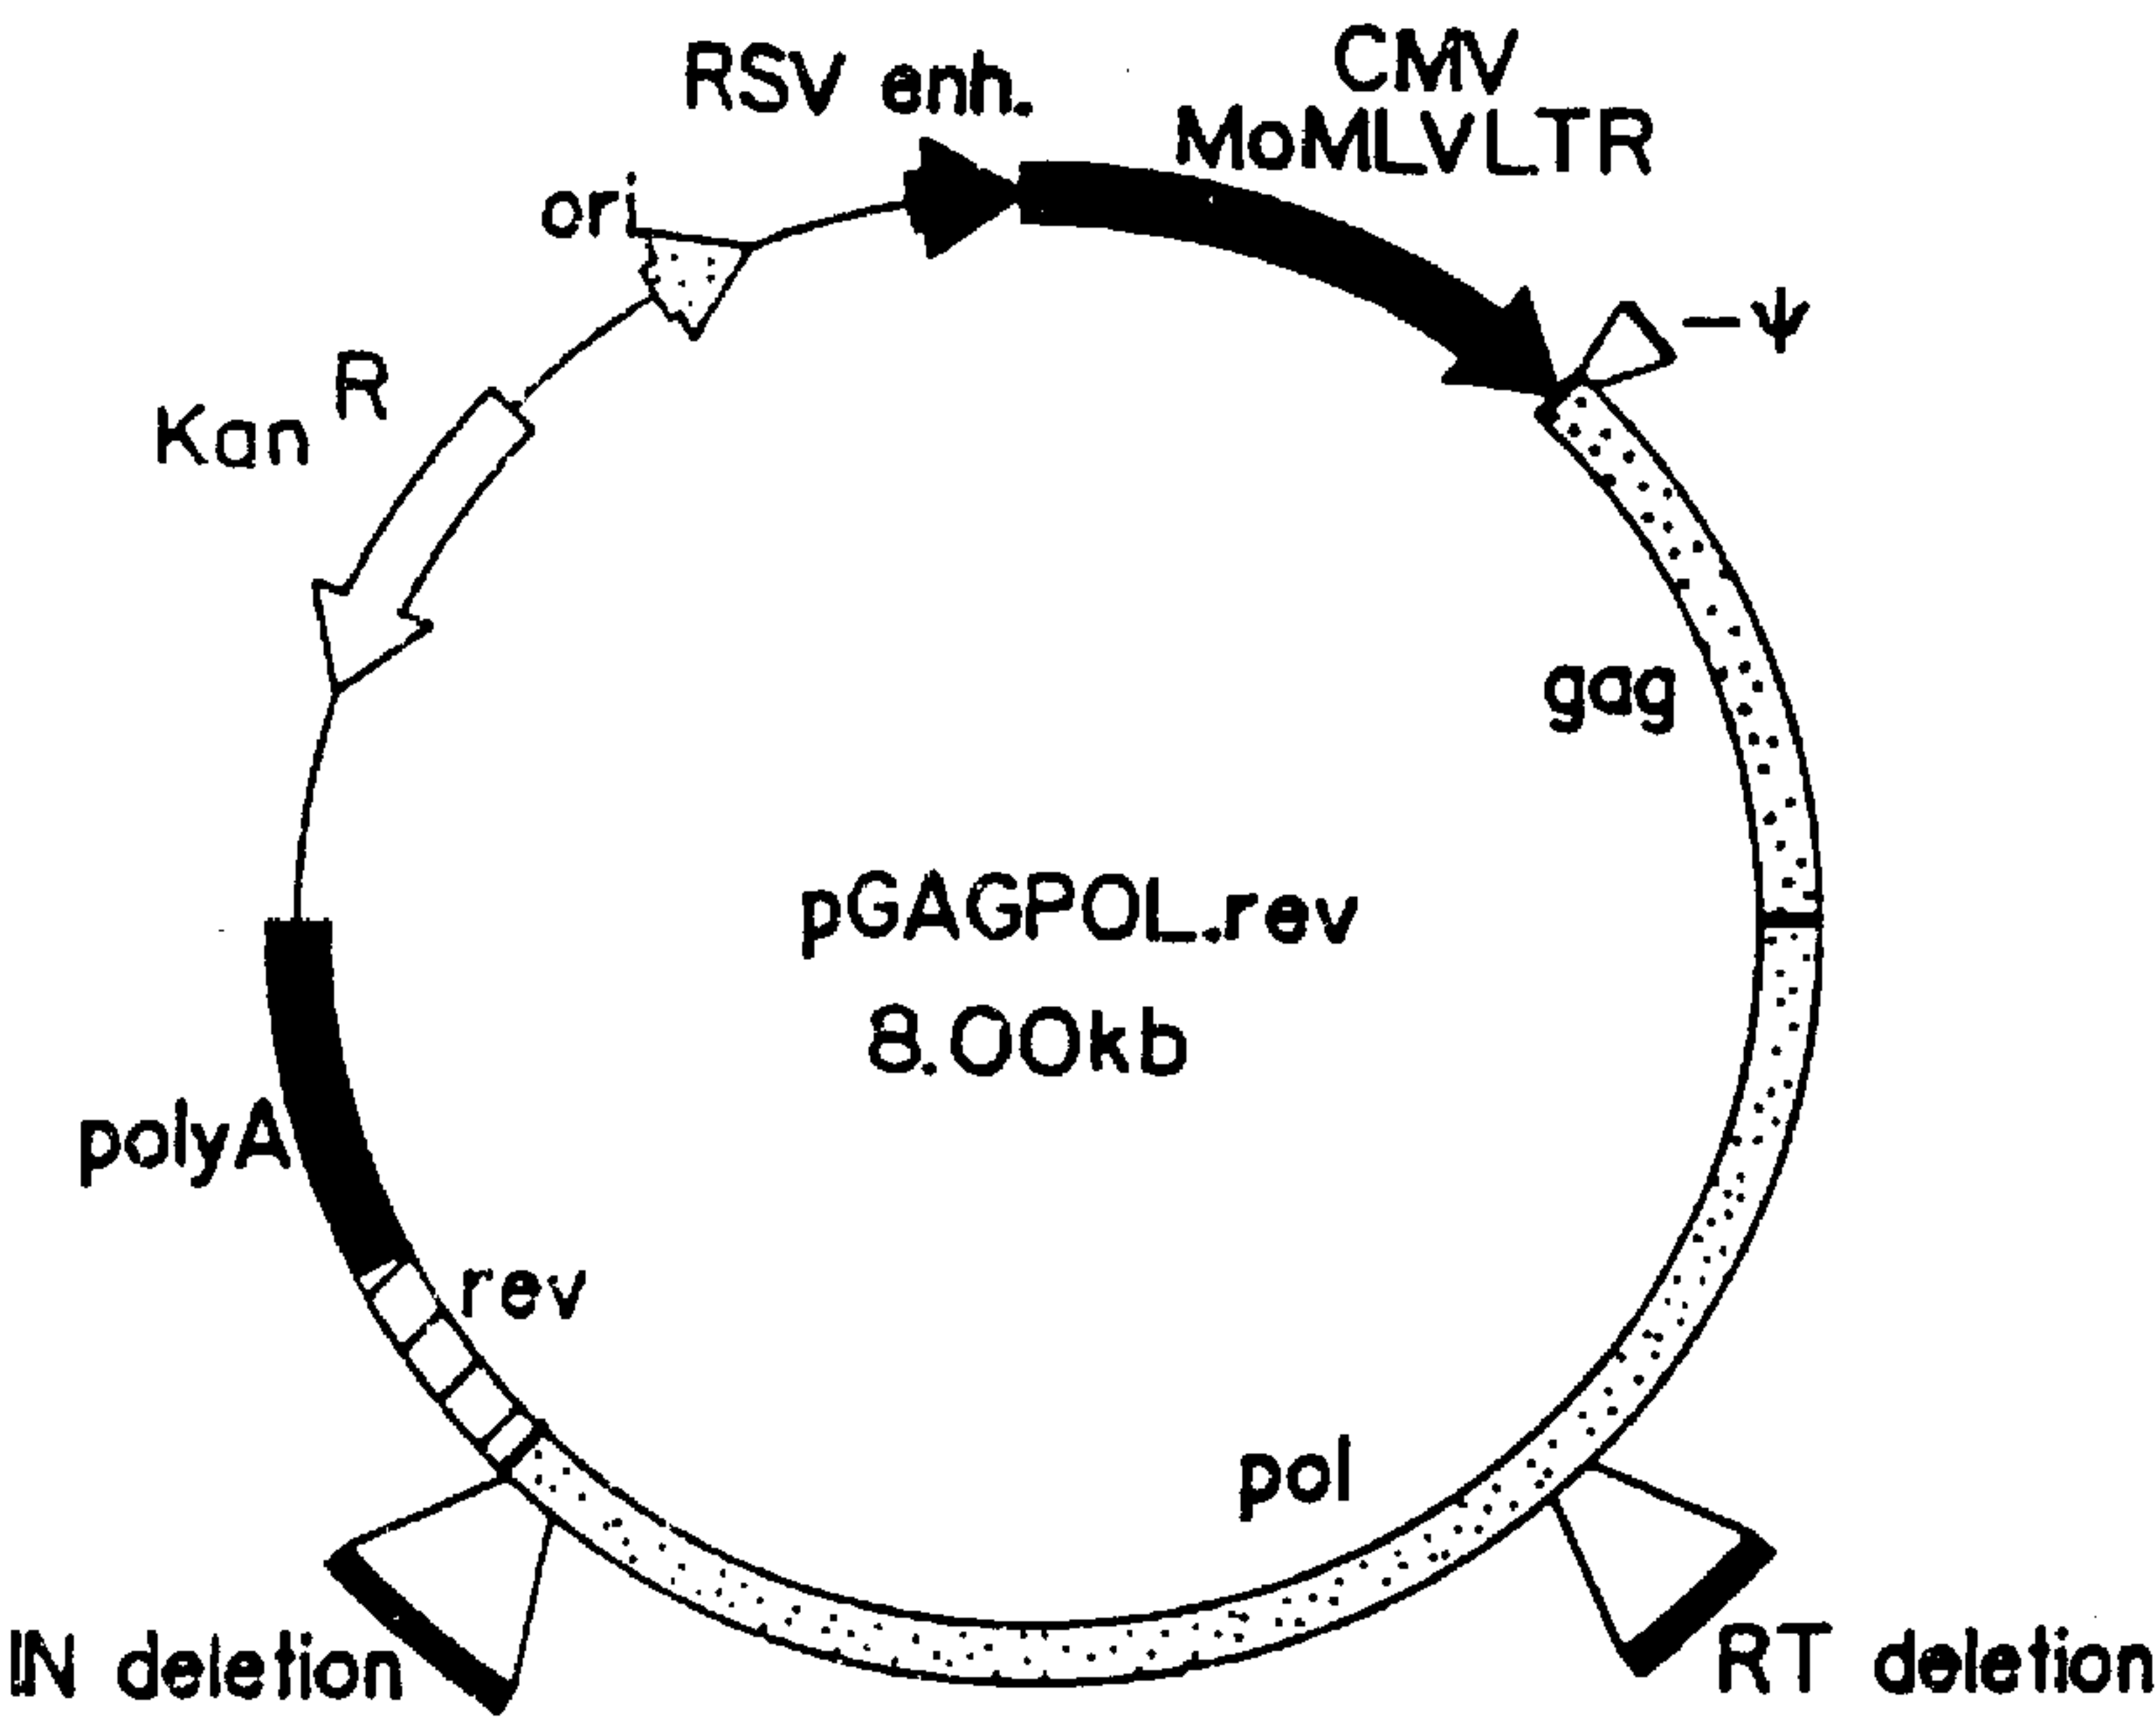 RSV enh.
CMV
MoMLVLTR
ori
−Ψ
Kan R
gag
pGAGPOL.rev
8.00kb
polyA
rev
pol
IN deletion
RT deletion